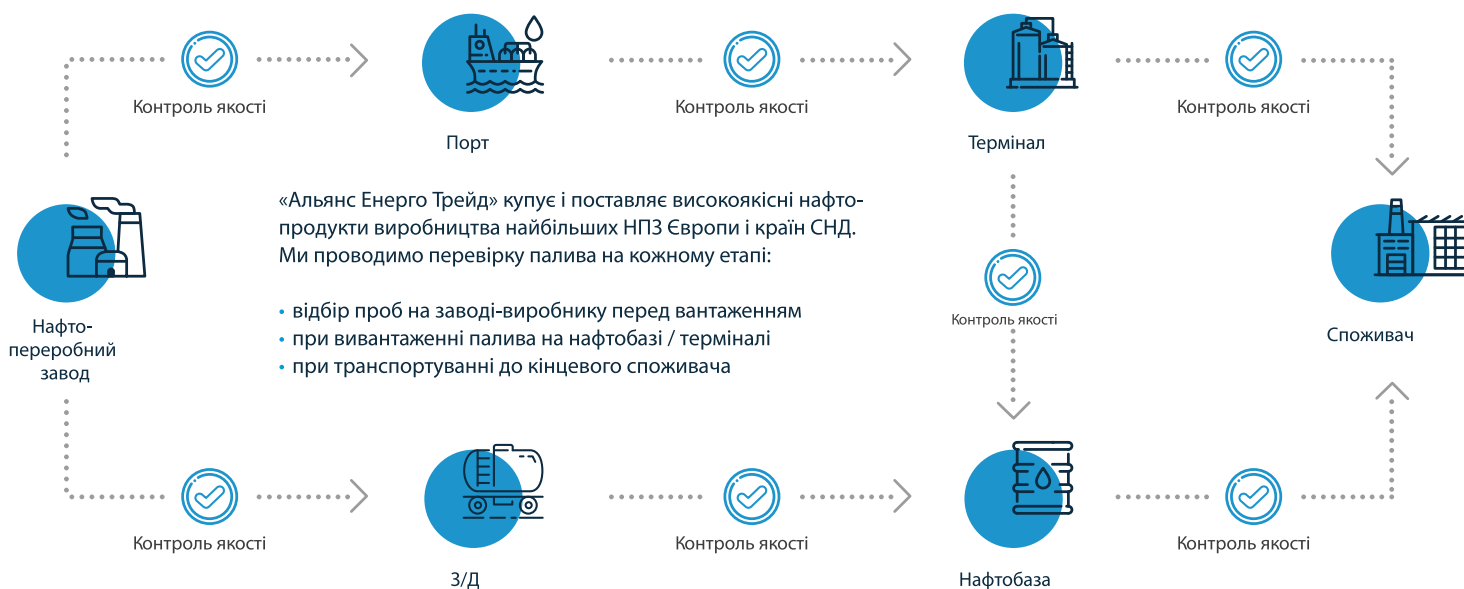 Контроль якості
Контроль якості
Контроль якості
Порт
Термінал
«Альянс Енерго Трейд» купує і поставляє високоякісні нафто-
продукти виробництва найбільших НПЗ Європи і країн СНД.
Ми проводимо перевірку палива на кожному етапі:
• відбір проб на заводі-виробнику перед вантаженням
• при вивантаженні палива на нафтобазі / терміналі
• при транспортуванні до кінцевого споживача
Нафто-
переробний
завод
Контроль якості
Споживач
Контроль якості
Контроль якості
Контроль якості
З/Д
Нафтобаза